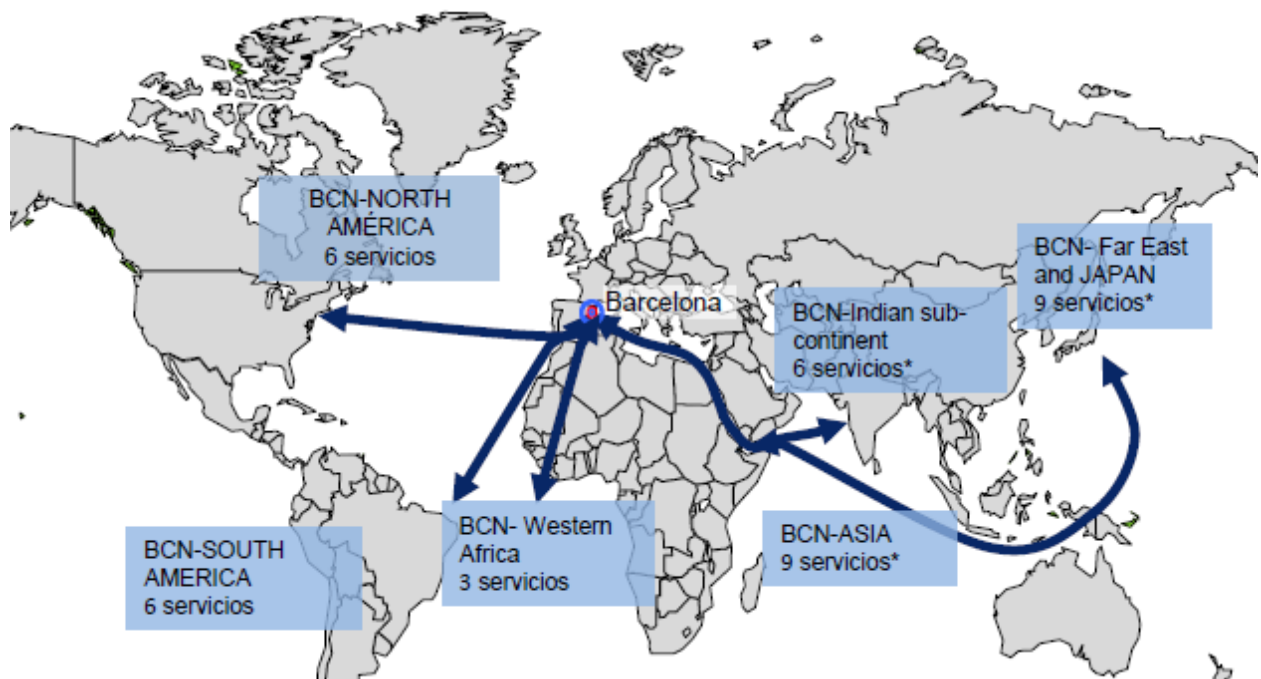 BCN-NORTH
AMÉRICA
6 servicios
BCN- Far East
and JAPAN
9 servicios*
Barcelona
BCN-Indian sub-
continent
6 servicios*
BCN- Western
Africa
3 servicios
BCN-ASIA
9 servicios*
BCN-SOUTH
AMERICA
6 servicios